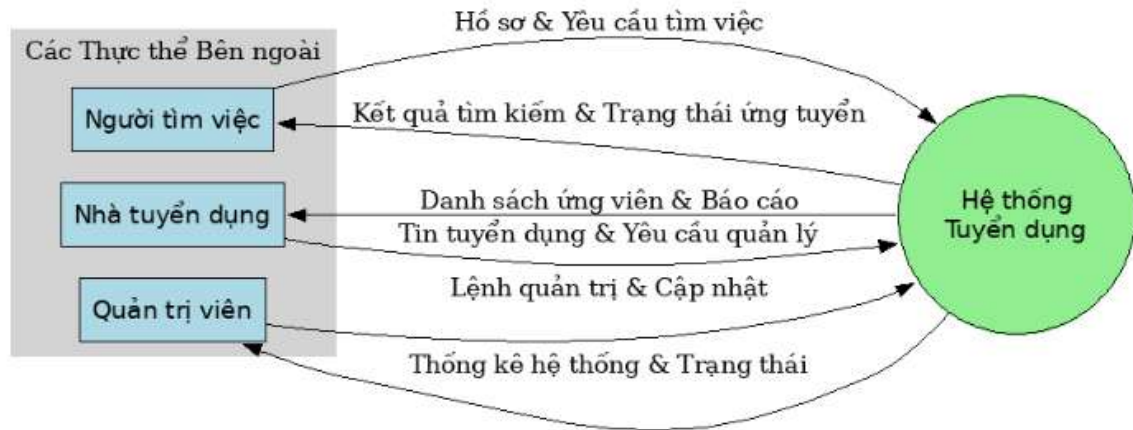 Hồ sơ & Yêu cầu tìm việc
Các Thực thể Bên ngoài
Người tìm việc
Kết quả tìm kiếm & Trạng thái ứng tuyển
Nhà tuyển dụng
Danh sách ứng viên & Báo cáo
Tin tuyển dụng & Yêu cầu quản lý
Hệ thống
Tuyển dụng
Lệnh quản trị & Cập nhật
Quản trị viên
Thống kê hệ thống & Trạng thái